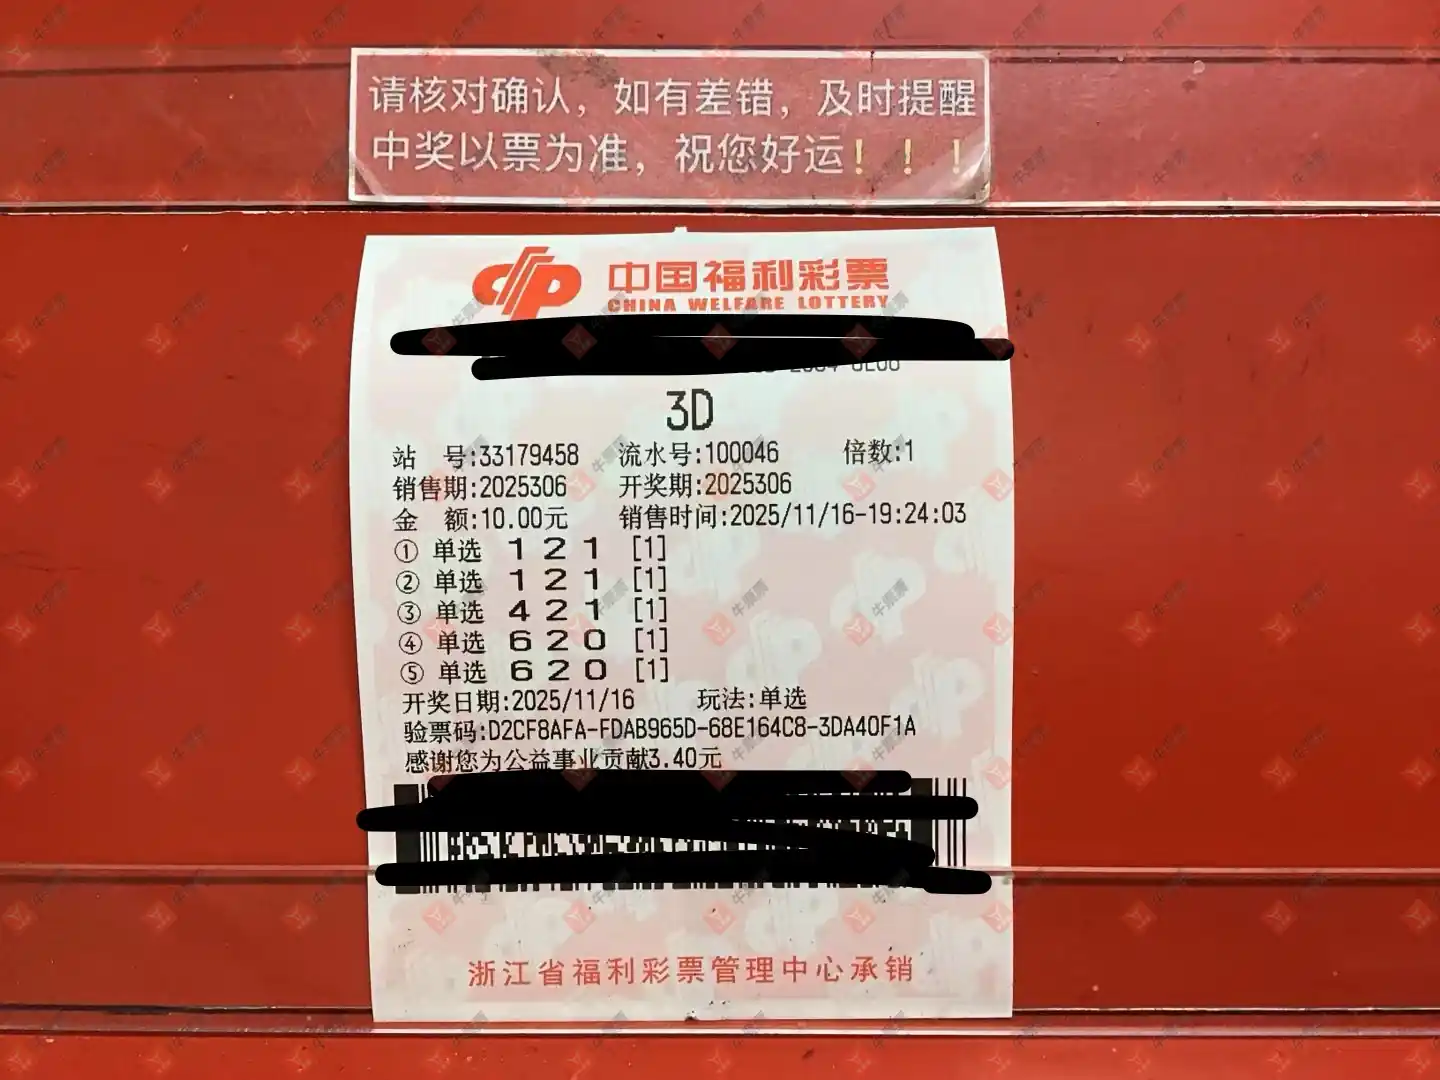 请核对确认，如有差错，及时提醒
中奖以票为准，祝您好运！！！
中国福利彩票
CHINA WELFARE LOTTERY
3D
站 号:33179458 流水号:100046 倍数:1
销售期:2025306 开奖期:2025306
金 额:10.00元 销售时间:2025/11/16-19:24:03
① 单选 1 2 1 [1]
② 单选 1 2 1 [1]
③ 单选 4 2 1 [1]
④ 单选 6 2 0 [1]
⑤ 单选 6 2 0 [1]
开奖日期:2025/11/16 玩法:单选
验票码:D2CF8AFA-FDAB965D-68E164C8-3DA40F1A
感谢您为公益事业贡献3.40元
浙江省福利彩票管理中心承销
牛票票